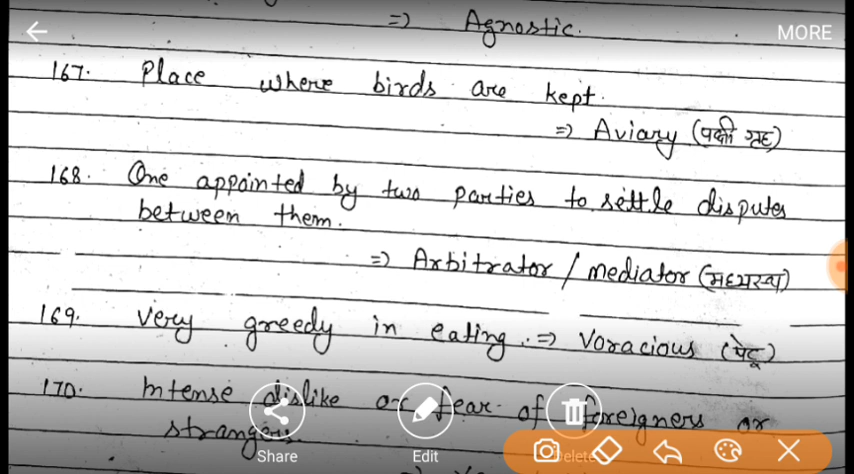 => Agnostic.
MORE
167. Place where birds are kept.
=> Aviary (पक्षी गृह)
168. One appointed by two parties to settle disputes
between them.
=> Arbitrator / mediator (मध्यस्थ)
169. Very greedy in eating. => Voracious (पेटू)
170. Intense dislike or fear of foreigners or
strangers.
Share Edit Delete